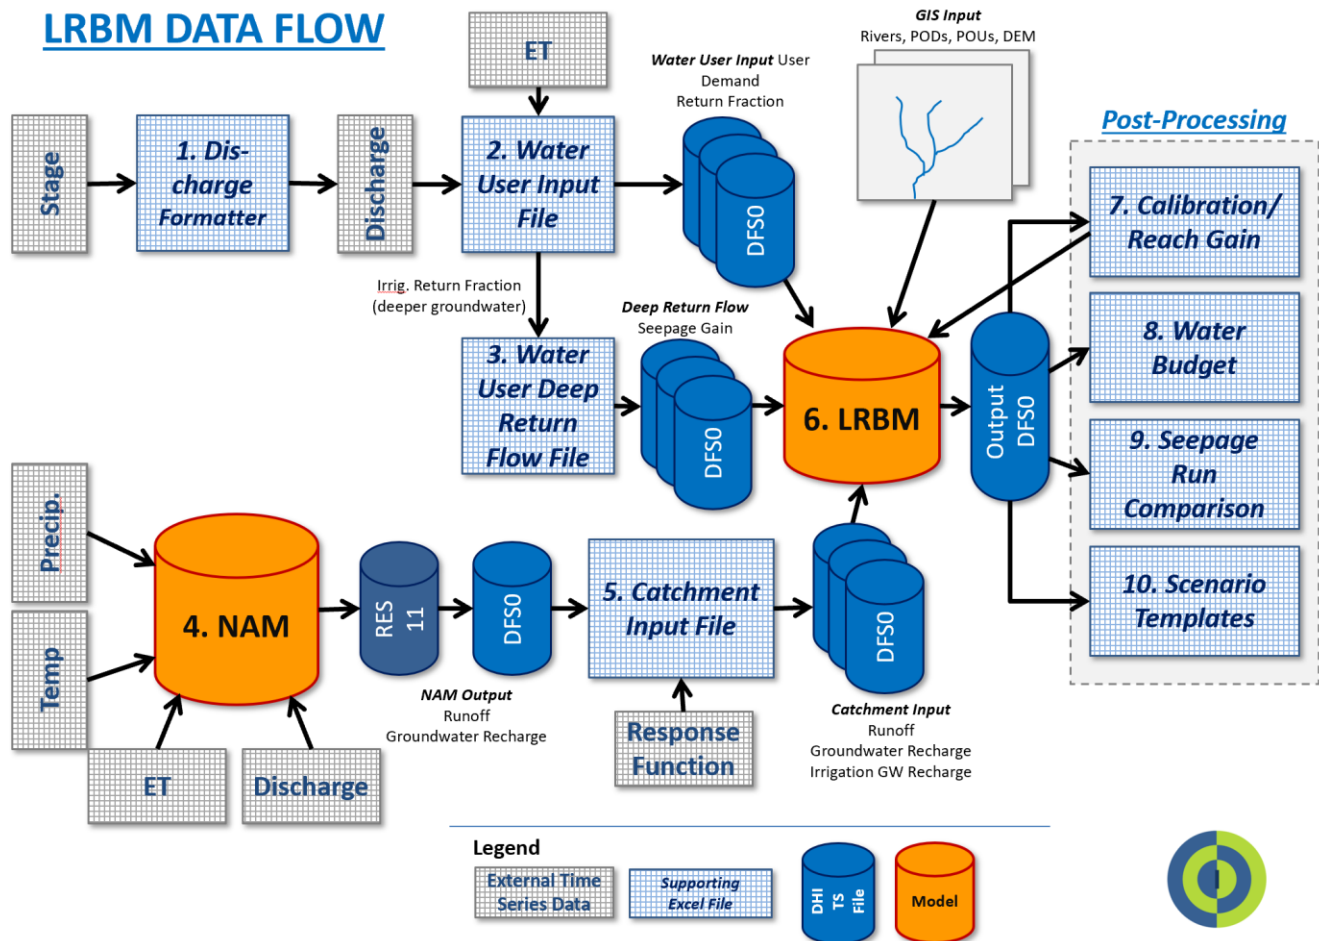 LRBM DATA FLOW
Stage
1. Dis-
charge
Formatter
Discharge
ET
2. Water
User Input
File
Water User Input User
Demand
Return Fraction
DFS0
GIS Input
Rivers, PODs, POUs, DEM
Irrig. Return Fraction
(deeper groundwater)
3. Water
User Deep
Return
Flow File
Deep Return Flow
Seepage Gain
DFS0
6. LRBM
Output
DFS0
Post-Processing
7. Calibration/
Reach Gain
8. Water
Budget
9. Seepage
Run
Comparison
10. Scenario
Templates
Precip.
Temp
ET
Discharge
4. NAM
RES
11
DFS0
NAM Output
Runoff
Groundwater Recharge
5. Catchment
Input File
Response
Function
DFS0
Catchment Input
Runoff
Groundwater Recharge
Irrigation GW Recharge
Legend
External Time
Series Data
Supporting
Excel File
DHI
TS
File
Model